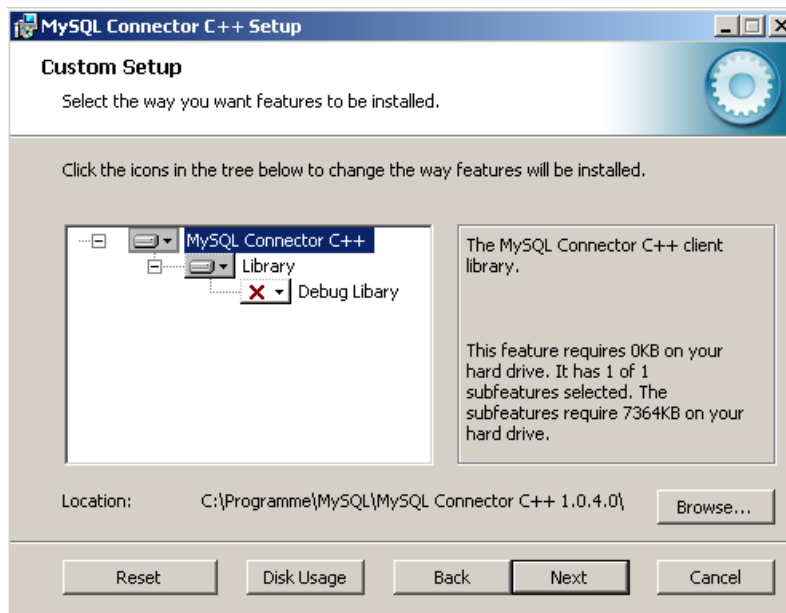 MySQL Connector C++ Setup
Custom Setup
Select the way you want features to be installed.
Click the icons in the tree below to change the way features will be installed.
MySQL Connector C++
Library
Debug Libary
The MySQL Connector C++ client
library.
This feature requires 0KB on your
hard drive. It has 1 of 1
subfeatures selected. The
subfeatures require 7364KB on your
hard drive.
Location: C:\Programme\MySQL\MySQL Connector C++ 1.0.4.0\
Browse...
Reset Disk Usage Back Next Cancel